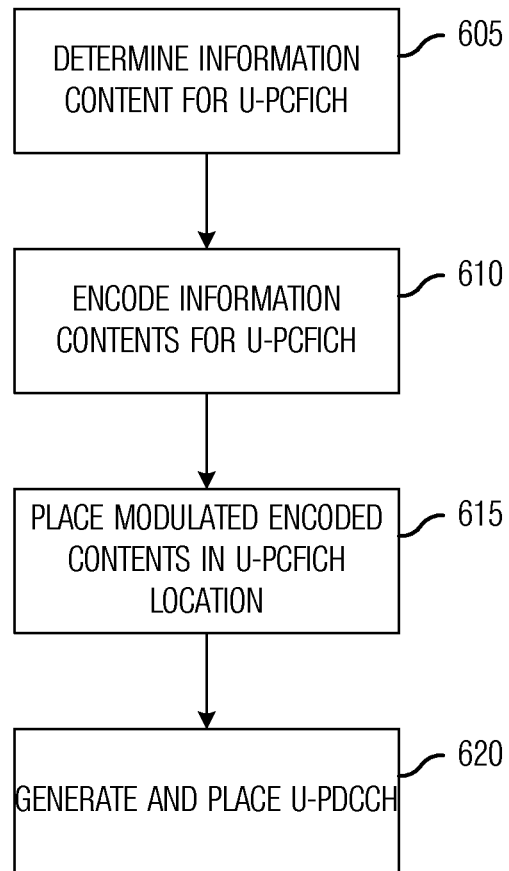 605
DETERMINE INFORMATION
CONTENT FOR U-PCFICH
610
ENCODE INFORMATION
CONTENTS FOR U-PCFICH
615
PLACE MODULATED ENCODED
CONTENTS IN U-PCFICH
LOCATION
620
GENERATE AND PLACE U-PDCCH